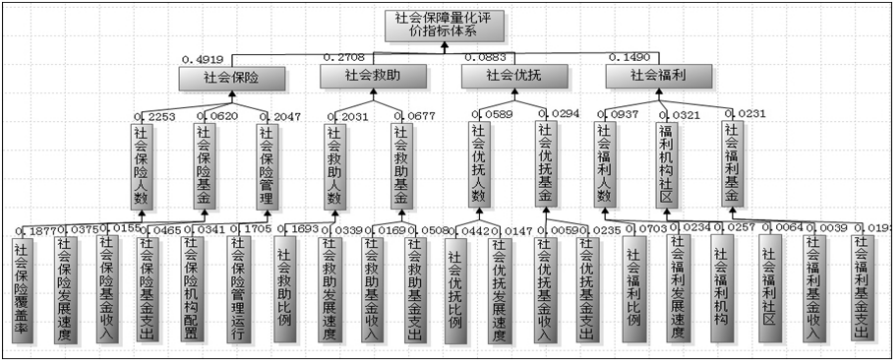 社会保障量化评
价指标体系
0.4919
0.2708
0.0883
0.1490
社会保险
社会救助
社会优抚
社会福利
0.2253
0.0620
0.2047
0.2031
0.0677
0.0589
0.0294
0.0937
0.0321
0.0231
社会保险人数
社会保险基金
社会保险管理
社会救助人数
社会救助基金
社会优抚人数
社会优抚基金
社会福利人数
福利机构社区
社会福利基金
0.1877
0.0375
0.0155
0.0465
0.0341
0.1705
0.1693
0.0339
0.0169
0.0508
0.0442
0.0147
0.0059
0.0235
0.0703
0.0234
0.0257
0.0064
0.0039
社会保险覆盖率
社会保险发展速度
社会保险基金收入
社会保险基金支出
社会保险机构配置
社会保险管理运行
社会救助比例
社会救助发展速度
社会救助基金收入
社会救助基金支出
社会优抚比例
社会优抚发展速度
社会优抚基金收入
社会优抚基金支出
社会福利比例
社会福利发展速度
社会福利机构
社会福利社区
社会福利基金收入
社会福利基金支出